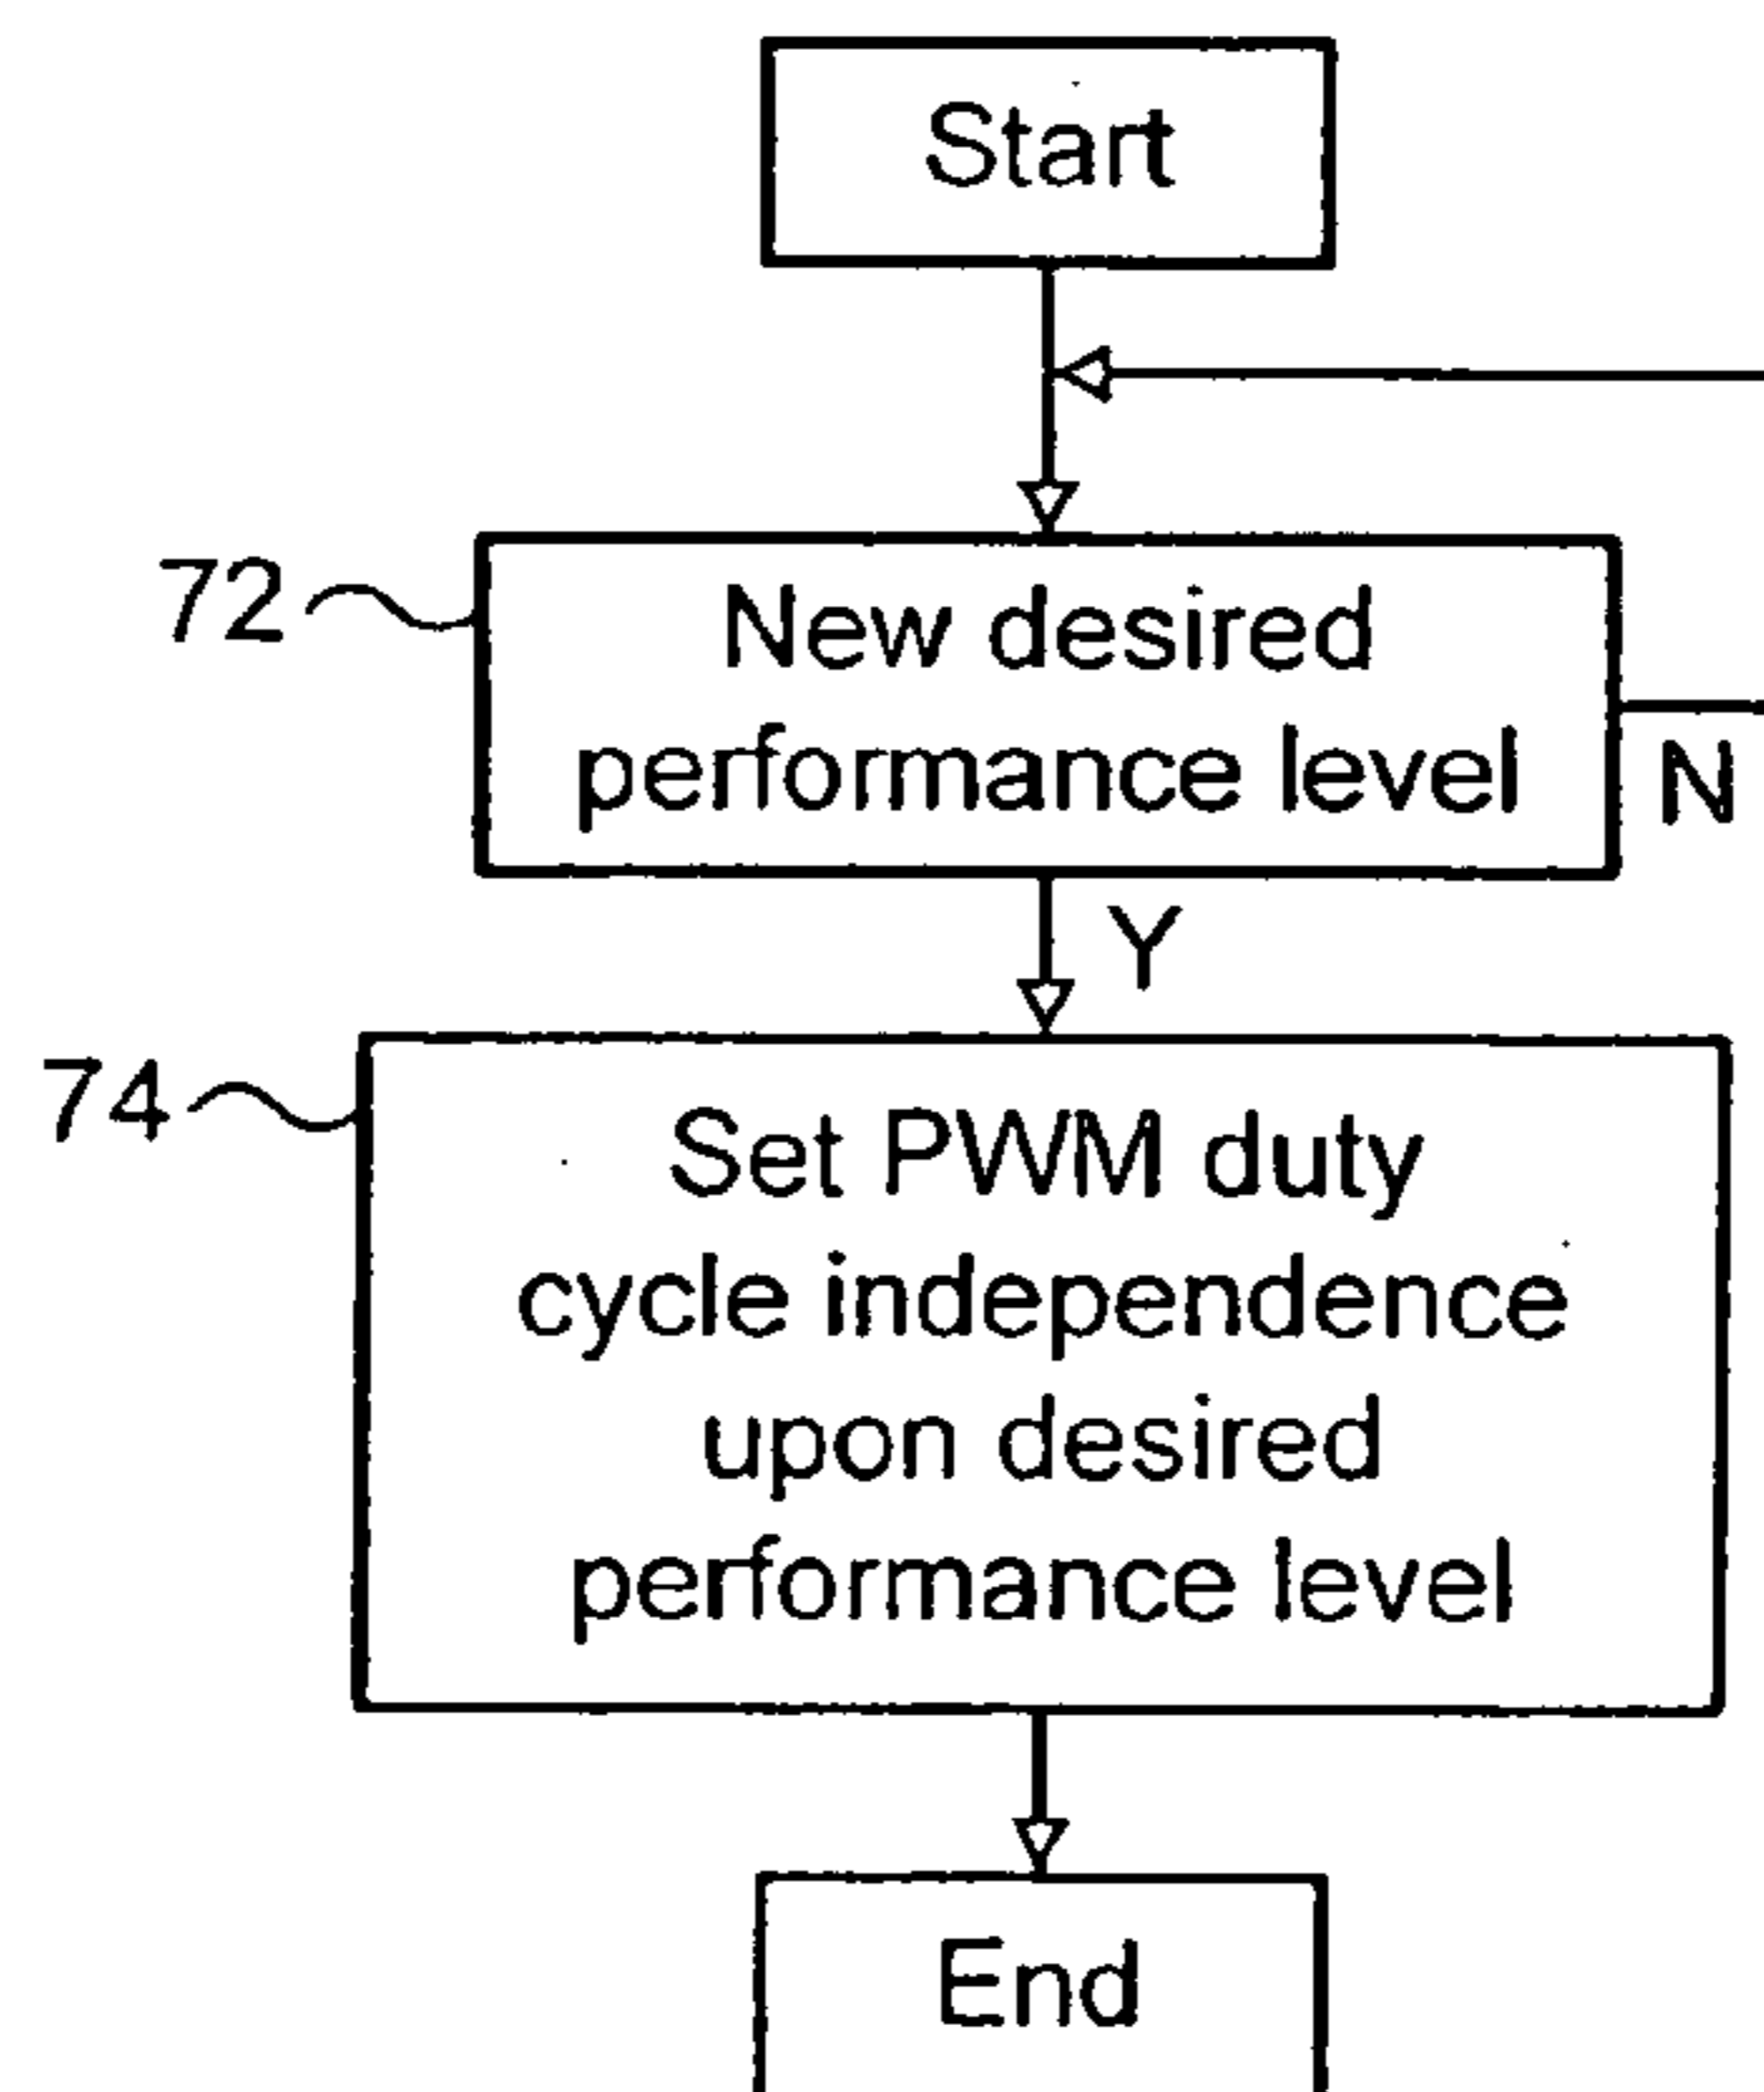 Start
72
New desired
performance level
N
Y
74
Set PWM duty
cycle independence
upon desired
performance level
End